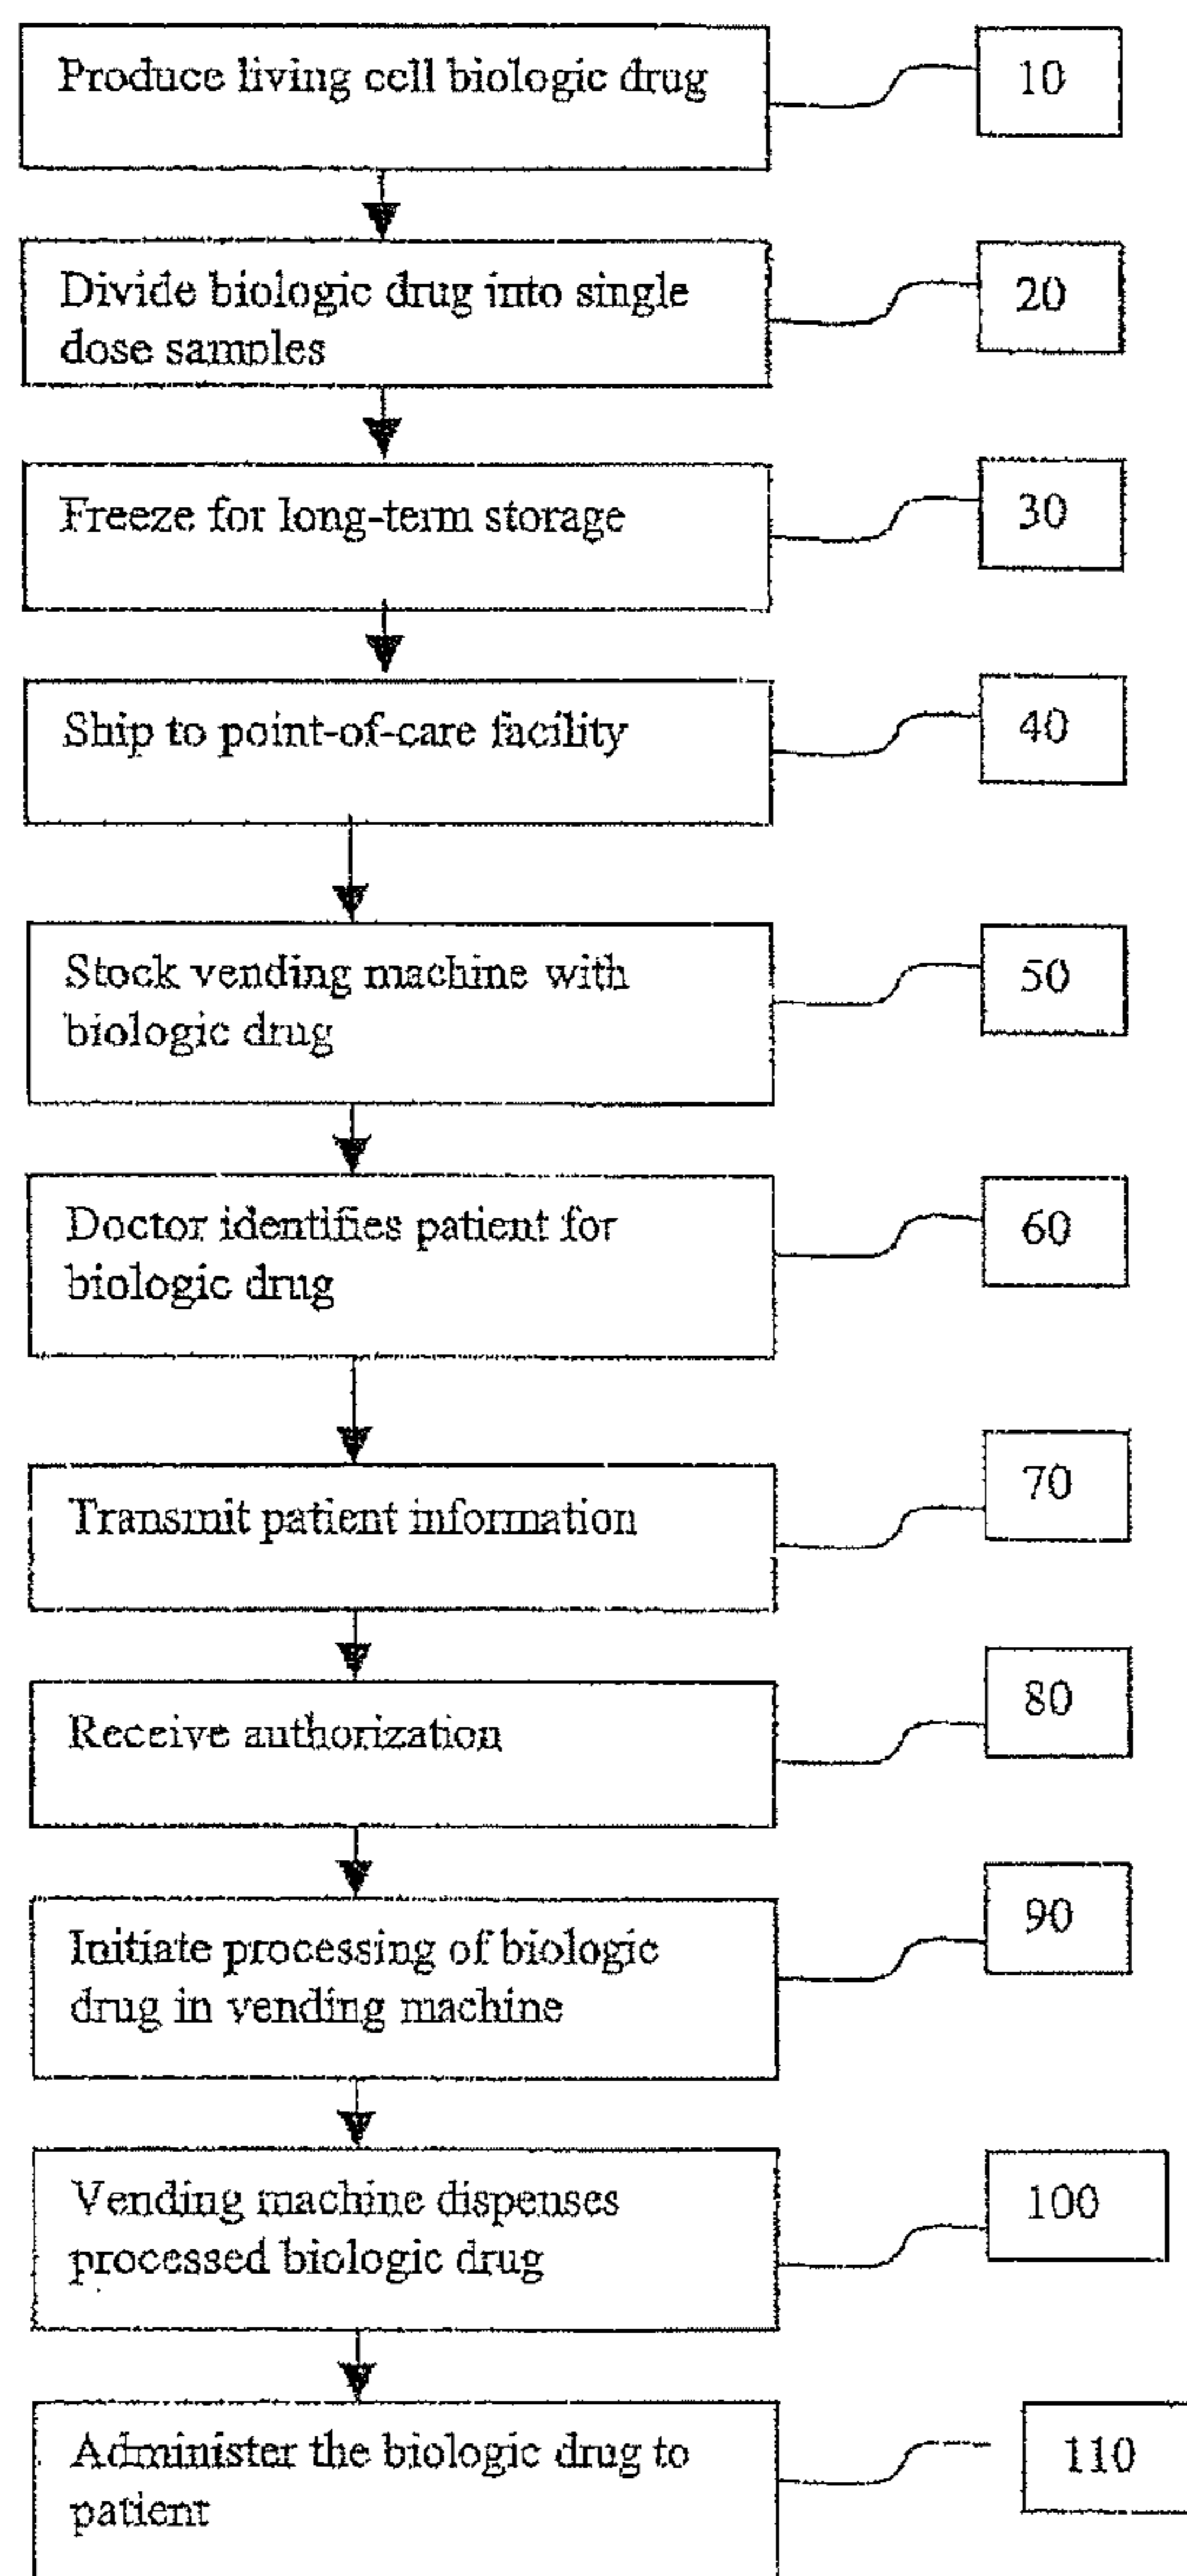 Produce living cell biologic drug
10
Divide biologic drug into single
dose samples
20
Freeze for long-term storage
30
Ship to point-of-care facility
40
Stock vending machine with
biologic drug
50
Doctor identifies patient for
biologic drug
60
Transmit patient information
70
Receive authorization
80
Initiate processing of biologic
drug in vending machine
90
Vending machine dispenses
processed biologic drug
100
Administer the biologic drug to
patient
110